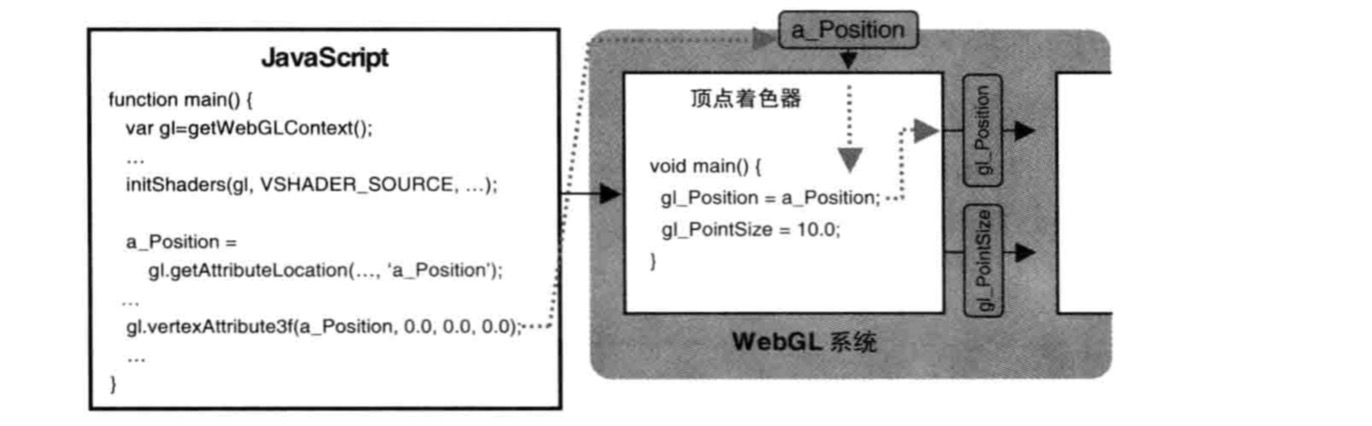 JavaScript
function main() {
var gl=getWebGLContext();
…
initShaders(gl, VSHADER_SOURCE, …);
a_Position =
gl.getAttributeLocation(…, ‘a_Position’);
…
gl.vertexAttribute3f(a_Position, 0.0, 0.0, 0.0);
…
}
a_Position
顶点着色器
void main() {
gl_Position = a_Position;
gl_PointSize = 10.0;
}
gl_Position
gl_PointSize
WebGL 系统